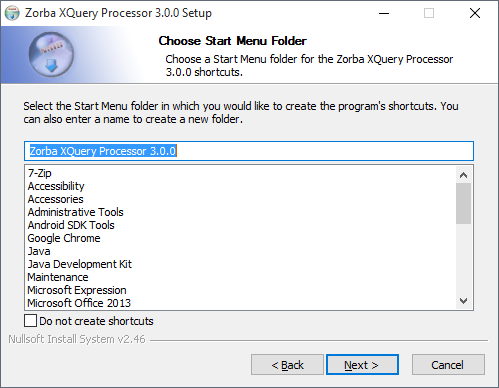 Zorba XQuery Processor 3.0.0 Setup
Choose Start Menu Folder
Choose a Start Menu folder for the Zorba XQuery Processor
3.0.0 shortcuts.
Select the Start Menu folder in which you would like to create the program's shortcuts. You
can also enter a name to create a new folder.
Zorba XQuery Processor 3.0.0
7-Zip
Accessibility
Accessories
Administrative Tools
Android SDK Tools
Google Chrome
Java
Java Development Kit
Maintenance
Microsoft Expression
Microsoft Office 2013
Do not create shortcuts
Nullsoft Install System v2.46
< Back Next > Cancel